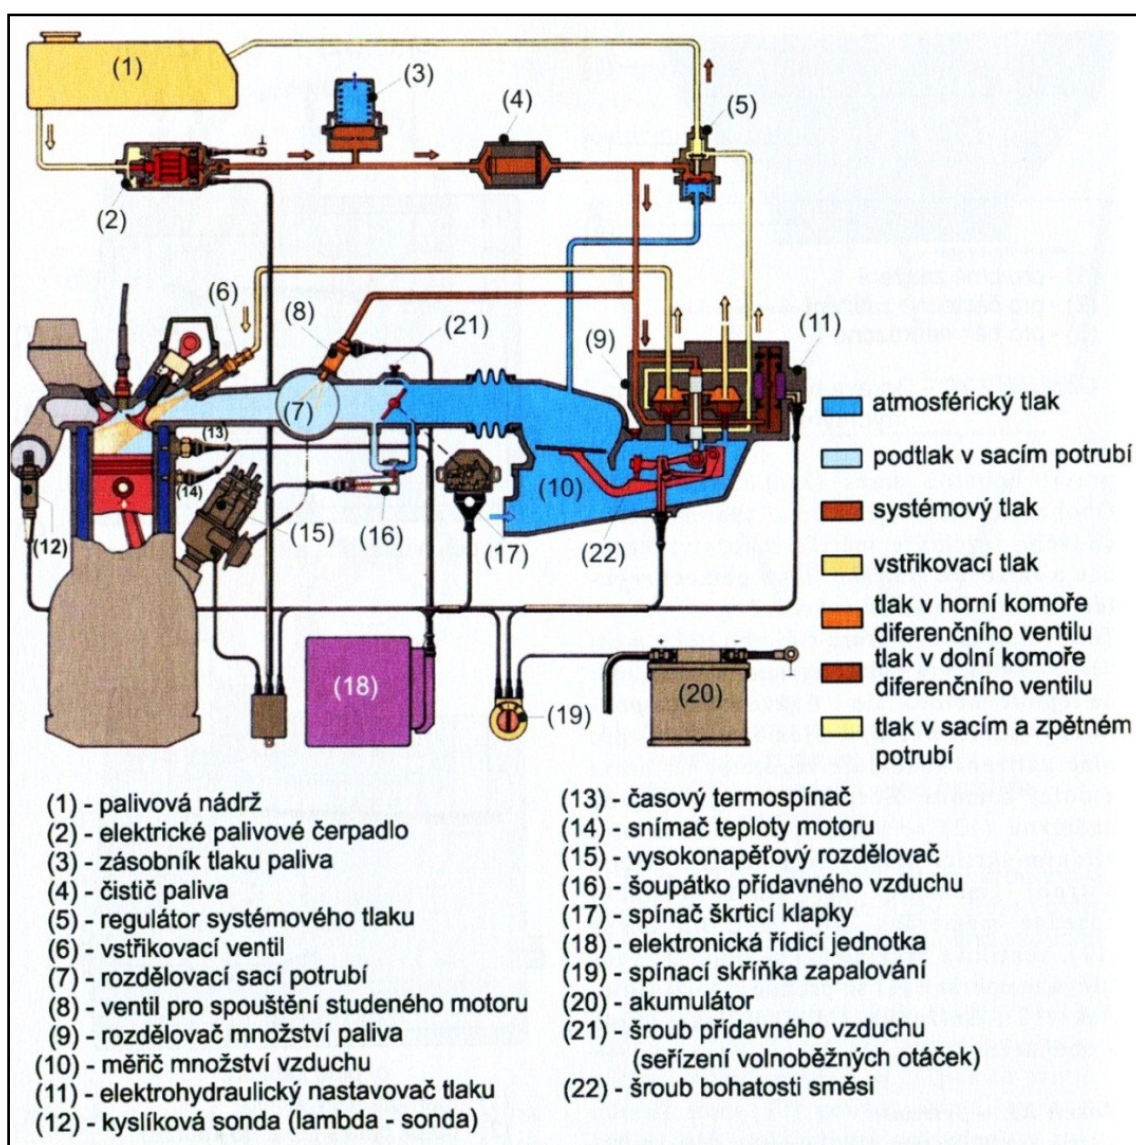 (1)
(3)
(4)
(5)
(2)
(6)
(8)
(21)
(9)
(11)
(7)
(13)
(14)
(10)
(12)
(15)
(16)
(17)
(22)
(18)
(19)
(20)
atmosférický tlak
podtlak v sacím potrubí
systémový tlak
vstřikovací tlak
tlak v horní komoře
diferenčního ventilu
tlak v dolní komoře
diferenčního ventilu
tlak v sacím a zpětném
potrubí
(1) - palivová nádrž
(2) - elektrické palivové čerpadlo
(3) - zásobník tlaku paliva
(4) - čistič paliva
(5) - regulátor systémového tlaku
(6) - vstřikovací ventil
(7) - rozdělovací sací potrubí
(8) - ventil pro spouštění studeného motoru
(9) - rozdělovač množství paliva
(10) - měřič množství vzduchu
(11) - elektrohydraulický nastavovač tlaku
(12) - kyslíková sonda (lambda - sonda)
(13) - časový termospínač
(14) - snímač teploty motoru
(15) - vysokonapěťový rozdělovač
(16) - šoupátko přídavného vzduchu
(17) - spínač škrticí klapky
(18) - elektronická řídicí jednotka
(19) - spínací skříňka zapalování
(20) - akumulátor
(21) - šroub přídavného vzduchu
(seřízení volnoběžných otáček)
(22) - šroub bohatosti směsi